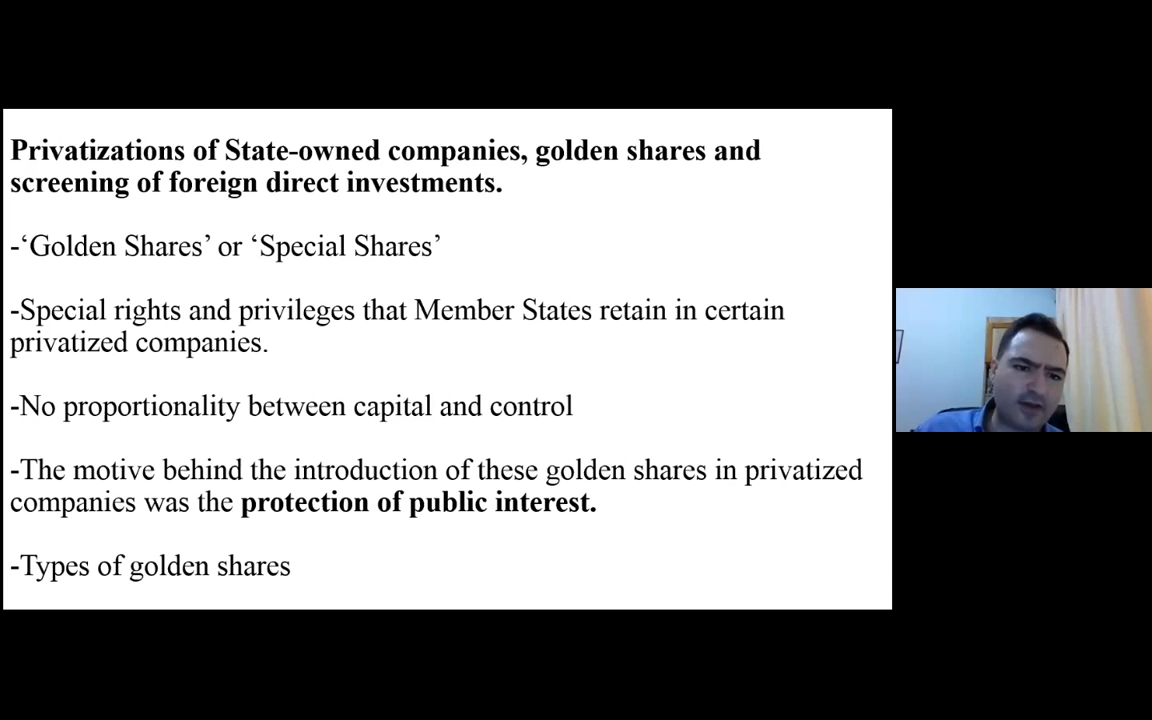 Privatizations of State-owned companies, golden shares and
screening of foreign direct investments.
-‘Golden Shares’ or ‘Special Shares’
-Special rights and privileges that Member States retain in certain
privatized companies.
-No proportionality between capital and control
-The motive behind the introduction of these golden shares in privatized
companies was the protection of public interest.
-Types of golden shares